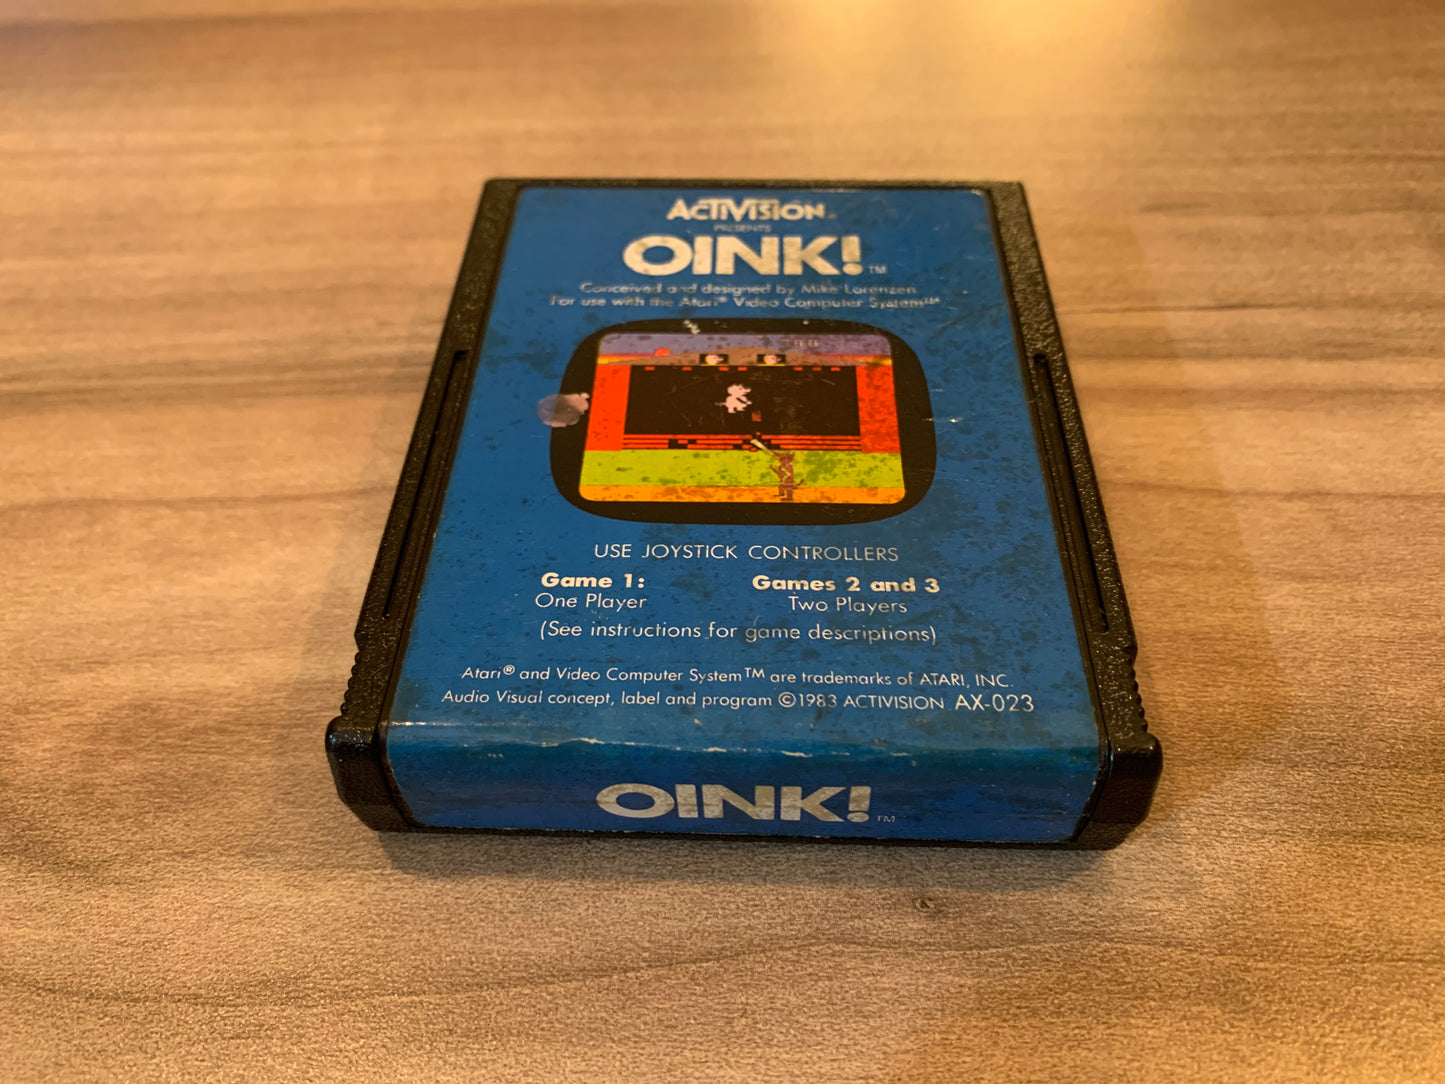 ACTIVISION™
PRESENTS
OINK!™
Conceived and designed by Mike Lorenzen
For use with the Atari® Video Computer System™
USE JOYSTICK CONTROLLERS
Game 1:
One Player
Games 2 and 3
Two Players
(See instructions for game descriptions)
Atari® and Video Computer System™ are trademarks of ATARI, INC.
Audio Visual concept, label and program ©1983 ACTIVISION AX-023
OINK!™